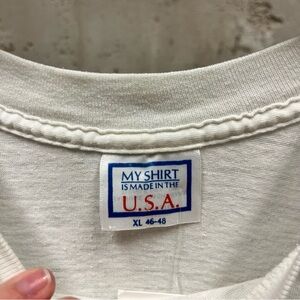 MY SHIRT
IS MADE IN THE
U.S.A.
XL 46-48